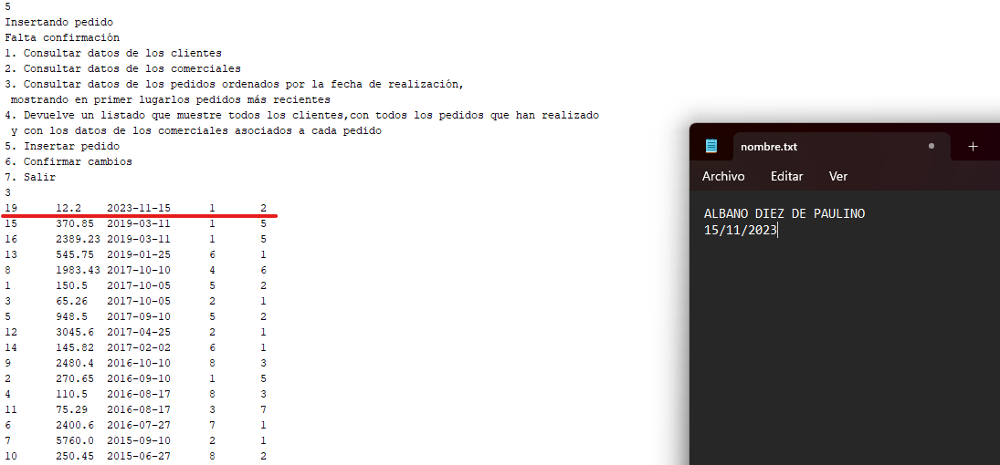 5
Insertando pedido
Falta confirmación
1. Consultar datos de los clientes
2. Consultar datos de los comerciales
3. Consultar datos de los pedidos ordenados por la fecha de realización,
mostrando en primer lugarlos pedidos más recientes
4. Devuelve un listado que muestre todos los clientes,con todos los pedidos que han realizado
y con los datos de los comerciales asociados a cada pedido
5. Insertar pedido
6. Confirmar cambios
7. Salir
3
19 12.2 2023-11-15 1 2
15 370.85 2019-03-11 1 5
16 2389.23 2019-03-11 1 5
13 545.75 2019-01-25 6 1
8 1983.43 2017-10-10 4 6
1 150.5 2017-10-05 5 2
3 65.26 2017-10-05 2 1
5 948.5 2017-09-10 5 2
12 3045.6 2017-04-25 2 1
14 145.82 2017-02-02 6 1
9 2480.4 2016-10-10 8 3
2 270.65 2016-09-10 1 5
4 110.5 2016-08-17 8 3
11 75.29 2016-08-17 3 7
6 2400.6 2016-07-27 7 1
7 5760.0 2015-09-10 2 1
10 250.45 2015-06-27 8 2
nombre.txt
Archivo Editar Ver
ALBANO DIEZ DE PAULINO
15/11/2023